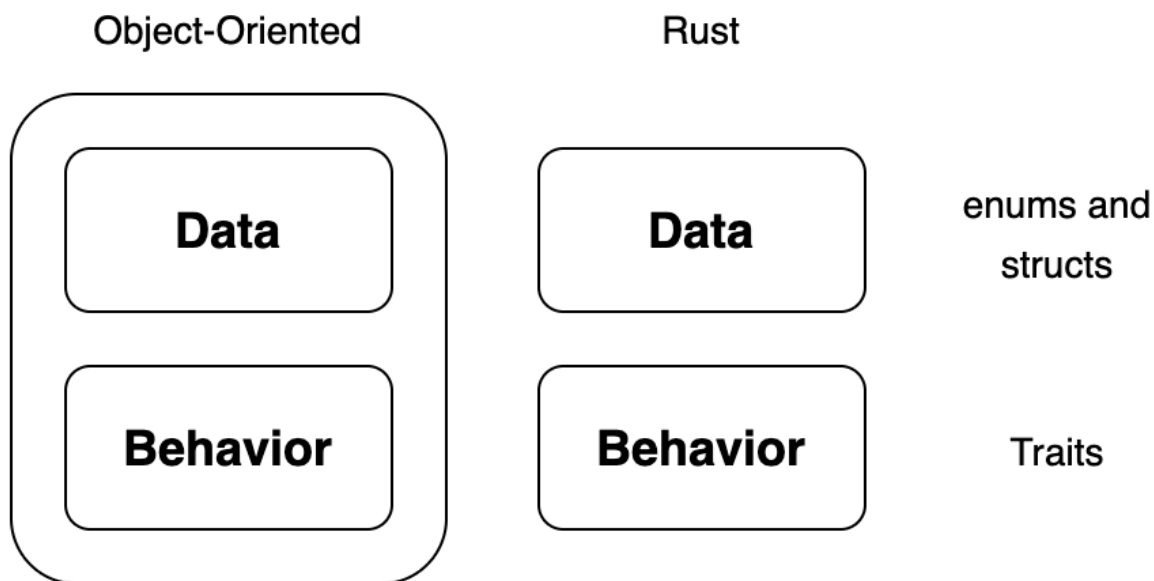 Object-Oriented
Rust
Data
Data
enums and
structs
Behavior
Behavior
Traits